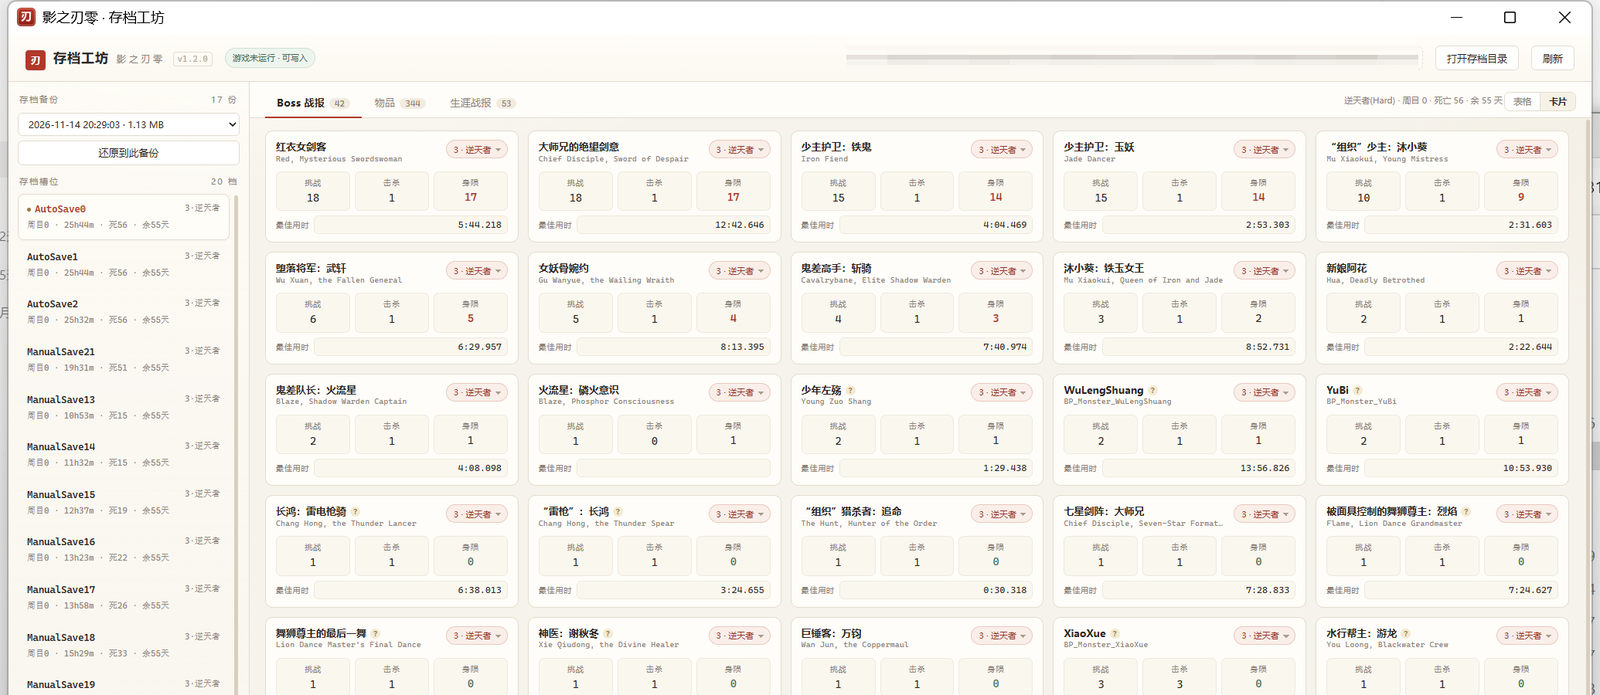 刃 影之刃零 · 存档工坊
刃 存档工坊 影之刃零 v1.2.0 游戏未运行 · 可写入 打开存档目录 刷新
存档备份 17 份
2026-11-14 20:29:03 · 1.13 MB
还原到此备份
存档槽位 20 档
AutoSave0 3·逆天者
周目0 · 25h44m · 死56 · 余55天
AutoSave1 3·逆天者
周目0 · 25h44m · 死56 · 余55天
AutoSave2 3·逆天者
周目0 · 25h32m · 死56 · 余55天
ManualSave21 3·逆天者
周目0 · 19h31m · 死51 · 余55天
ManualSave13 3·逆天者
周目0 · 10h53m · 死15 · 余55天
ManualSave14 3·逆天者
周目0 · 11h32m · 死15 · 余55天
ManualSave15 3·逆天者
周目0 · 12h37m · 死19 · 余55天
ManualSave16 3·逆天者
周目0 · 13h23m · 死22 · 余55天
ManualSave17 3·逆天者
周目0 · 13h58m · 死26 · 余55天
ManualSave18 3·逆天者
周目0 · 15h29m · 死33 · 余55天
ManualSave19 3·逆天者
Boss 战报 42 物品 344 生涯战报 53 逆天者(Hard) · 周目 0 · 死亡 56 · 余 55 天 表格 卡片
红衣女剑客 3 · 逆天者
Red, Mysterious Swordswoman
挑战 击杀 身陨
18 1 17
最佳用时 5:44.218
大师兄的绝望剑意 3 · 逆天者
Chief Disciple, Sword of Despair
挑战 击杀 身陨
18 1 17
最佳用时 12:42.646
少主护卫：铁鬼 3 · 逆天者
Iron Fiend
挑战 击杀 身陨
15 1 14
最佳用时 4:04.469
少主护卫：玉妖 3 · 逆天者
Jade Dancer
挑战 击杀 身陨
15 1 14
最佳用时 2:53.303
“组织”少主：沐小葵 3 · 逆天者
Mu Xiaokui, Young Mistress
挑战 击杀 身陨
10 1 9
最佳用时 2:31.603
堕落将军：武轩 3 · 逆天者
Wu Xuan, the Fallen General
挑战 击杀 身陨
6 1 5
最佳用时 6:29.957
女妖骨婉约 3 · 逆天者
Gu Wanyue, the Wailing Wraith
挑战 击杀 身陨
5 1 4
最佳用时 8:13.395
鬼差高手：斩骑 3 · 逆天者
Cavalrybane, Elite Shadow Warden
挑战 击杀 身陨
4 1 3
最佳用时 7:40.974
沐小葵：铁玉女王 3 · 逆天者
Mu Xiaokui, Queen of Iron and Jade
挑战 击杀 身陨
3 1 2
最佳用时 8:52.731
新娘阿花 3 · 逆天者
Hua, Deadly Betrothed
挑战 击杀 身陨
2 1 1
最佳用时 2:22.644
鬼差队长：火流星 3 · 逆天者
Blaze, Shadow Warden Captain
挑战 击杀 身陨
2 1 1
最佳用时 4:08.098
火流星：磷火意识 3 · 逆天者
Blaze, Phosphor Consciousness
挑战 击杀 身陨
1 0 1
最佳用时
少年左殇 ? 3 · 逆天者
Young Zuo Shang
挑战 击杀 身陨
2 1 1
最佳用时 1:29.438
WuLengShuang ? 3 · 逆天者
BP_Monster_WuLengShuang
挑战 击杀 身陨
2 1 1
最佳用时 13:56.826
YuBi ? 3 · 逆天者
BP_Monster_YuBi
挑战 击杀 身陨
2 1 1
最佳用时 10:53.930
长鸿：雷电枪骑 ? 3 · 逆天者
Chang Hong, the Thunder Lancer
挑战 击杀 身陨
1 1 0
最佳用时 6:38.013
“雷枪”：长鸿 ? 3 · 逆天者
Chang Hong, the Thunder Spear
挑战 击杀 身陨
1 1 0
最佳用时 3:24.655
“组织”猎杀者：追命 3 · 逆天者
The Hunt, Hunter of the Order
挑战 击杀 身陨
1 1 0
最佳用时 0:30.318
七星剑阵：大师兄 3 · 逆天者
Chief Disciple, Seven-Star Format…
挑战 击杀 身陨
1 1 0
最佳用时 7:28.833
被面具控制的舞狮尊主：烈焰 ? 3 · 逆天者
Flame, Lion Dance Grandmaster
挑战 击杀 身陨
1 1 0
最佳用时 7:24.627
舞狮尊主的最后一舞 ? 3 · 逆天者
Lion Dance Master's Final Dance
挑战 击杀 身陨
1 1 0
神医：谢秋冬 ? 3 · 逆天者
Xie Qiudong, the Divine Healer
挑战 击杀 身陨
1 1 0
巨锤客：万钧 3 · 逆天者
Wan Jun, the Coppermaul
挑战 击杀 身陨
1 1 0
XiaoXue ? 3 · 逆天者
BP_Monster_XiaoXue
挑战 击杀 身陨
3 3 0
水行帮主：游龙 ? 3 · 逆天者
You Loong, Blackwater Crew
挑战 击杀 身陨
1 1 0